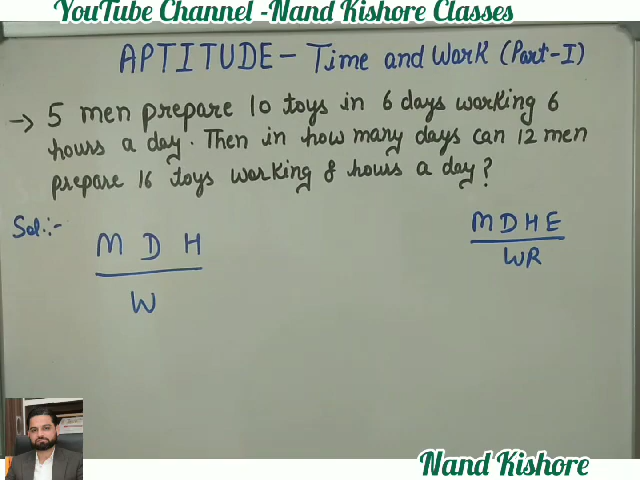 YouTube Channel -Nand Kishore Classes
APTITUDE - Time and Work (Part-I)
→ 5 men prepare 10 toys in 6 days working 6
hours a day. Then in how many days can 12 men
prepare 16 toys working 8 hours a day?
Sol:-
M D H
W
M D H E
WR
Nand Kishore